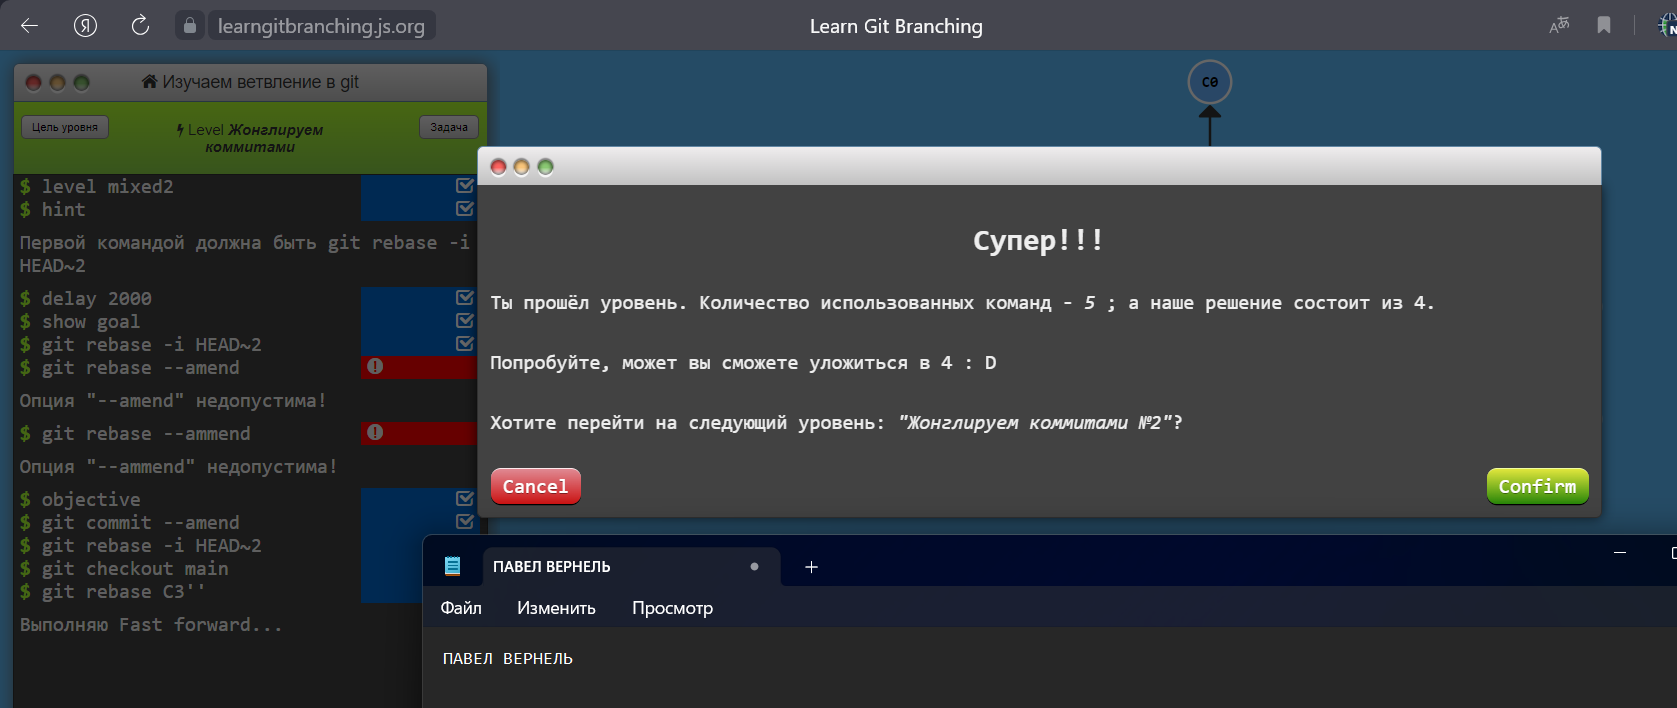 learngitbranching.js.org
Learn Git Branching
Изучаем ветвление в git
Цель уровня
Level Жонглируем
коммитами
Задача
$ level mixed2
$ hint
Первой командой должна быть git rebase -i
HEAD~2
$ delay 2000
$ show goal
$ git rebase -i HEAD~2
$ git rebase --amend
Опция "--amend" недопустима!
$ git rebase --ammend
Опция "--ammend" недопустима!
$ objective
$ git commit --amend
$ git rebase -i HEAD~2
$ git checkout main
$ git rebase C3''
Выполняю Fast forward...
C0
Супер!!!
Ты прошёл уровень. Количество использованных команд - 5 ; а наше решение состоит из 4.
Попробуйте, может вы сможете уложиться в 4 : D
Хотите перейти на следующий уровень: "Жонглируем коммитами №2"?
Cancel
Confirm
ПАВЕЛ ВЕРНЕЛЬ
Файл Изменить Просмотр
ПАВЕЛ ВЕРНЕЛЬ